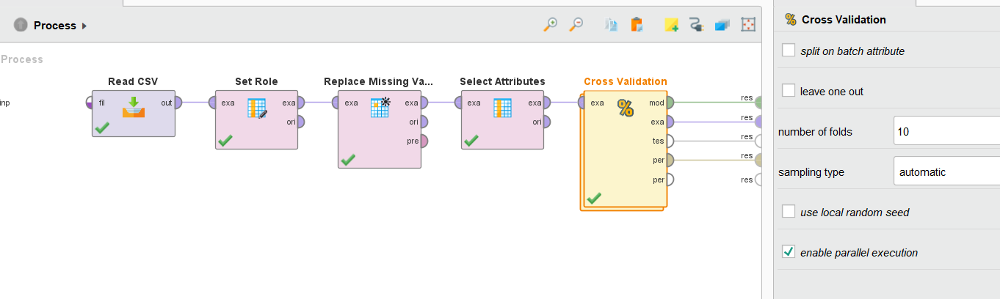 Process
Process
inp
Read CSV
fil
out
Set Role
exa
exa
ori
Replace Missing Va...
exa
exa
ori
pre
Select Attributes
exa
exa
ori
Cross Validation
exa
mod
exa
tes
per
per
res
res
res
res
res
% Cross Validation
split on batch attribute
leave one out
number of folds 10
sampling type automatic
use local random seed
enable parallel execution